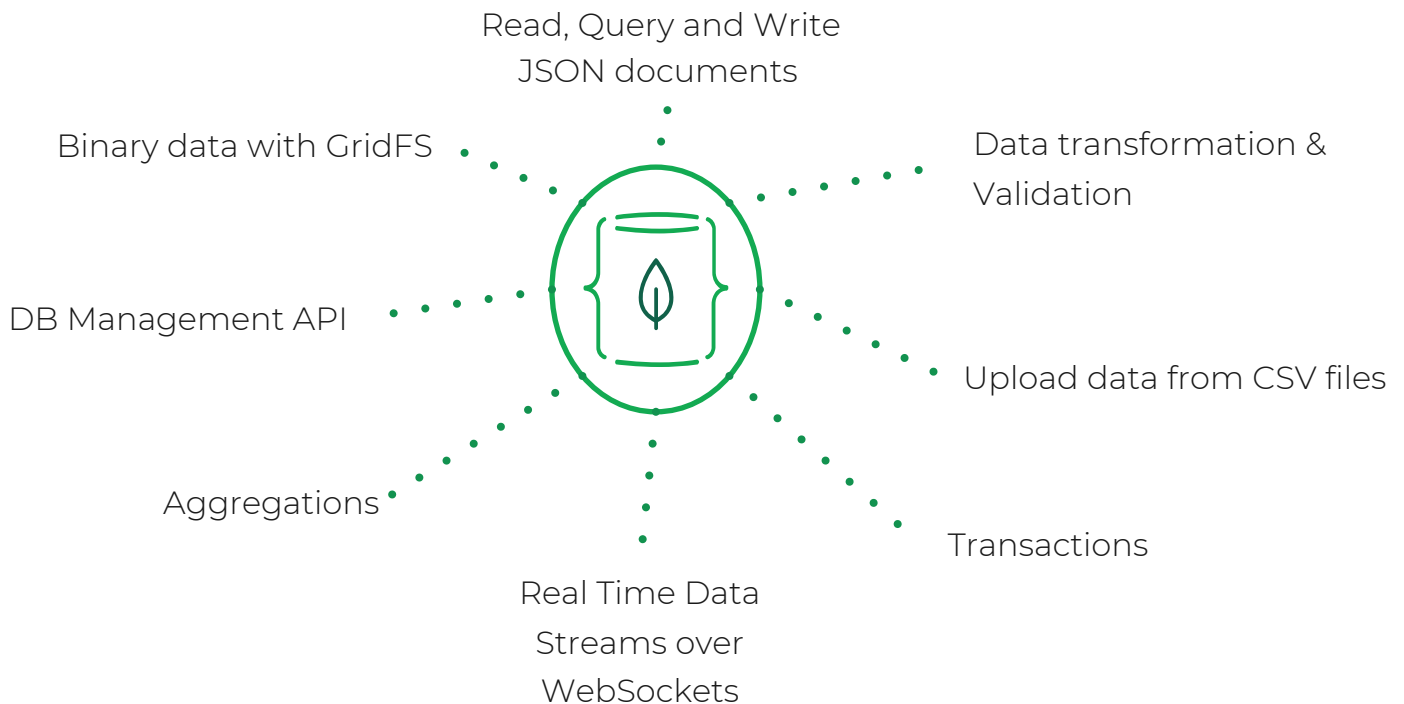 Read, Query and Write
JSON documents
Binary data with GridFS
Data transformation &
Validation
DB Management API
Upload data from CSV files
Aggregations
Transactions
Real Time Data
Streams over
WebSockets